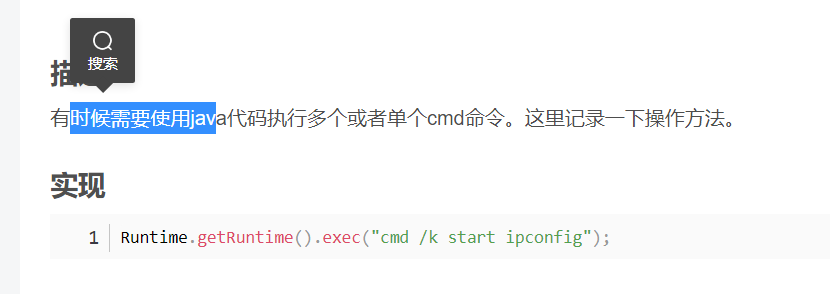 搜索
有时候需要使用java代码执行多个或者单个cmd命令。这里记录一下操作方法。
实现
1 Runtime.getRuntime().exec("cmd /k start ipconfig");